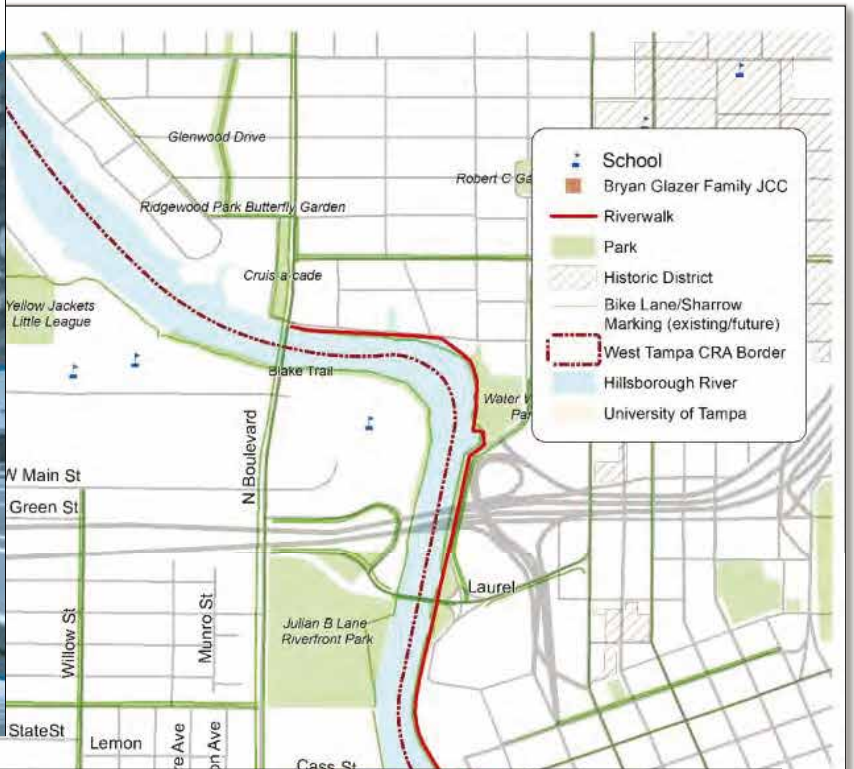 Glenwood Drive
Ridgewood Park Butterfly Garden
Robert C
Cruis-a-cade
Yellow Jackets
Little League
Blake Trail
Water
N Boulevard
W Main St
Green St
Willow St
Munro St
Julian B Lane
Riverfront Park
Laurel
StateSt
Lemon
Ave
Ave
Cass St
School
Bryan Glazer Family JCC
Riverwalk
Park
Historic District
Bike Lane/Sharrow
Marking (existing/future)
West Tampa CRA Border
Hillsborough River
University of Tampa